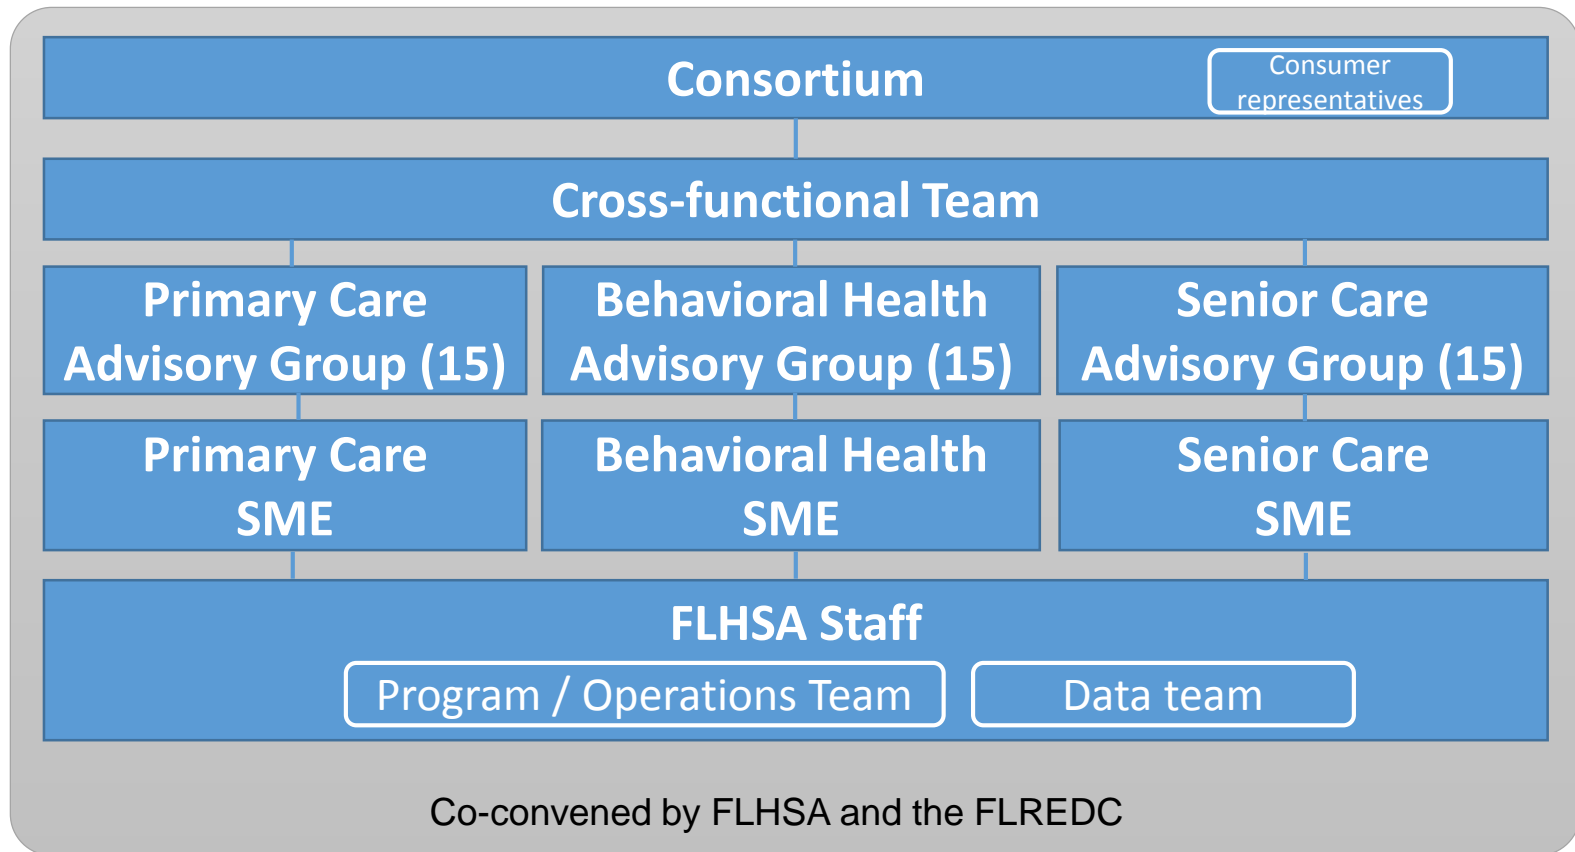 Consortium
Consumer
representatives
Cross-functional Team
Primary Care
Advisory Group (15)
Behavioral Health
Advisory Group (15)
Senior Care
Advisory Group (15)
Primary Care
SME
Behavioral Health
SME
Senior Care
SME
FLHSA Staff
Program / Operations Team
Data team
Co-convened by FLHSA and the FLREDC